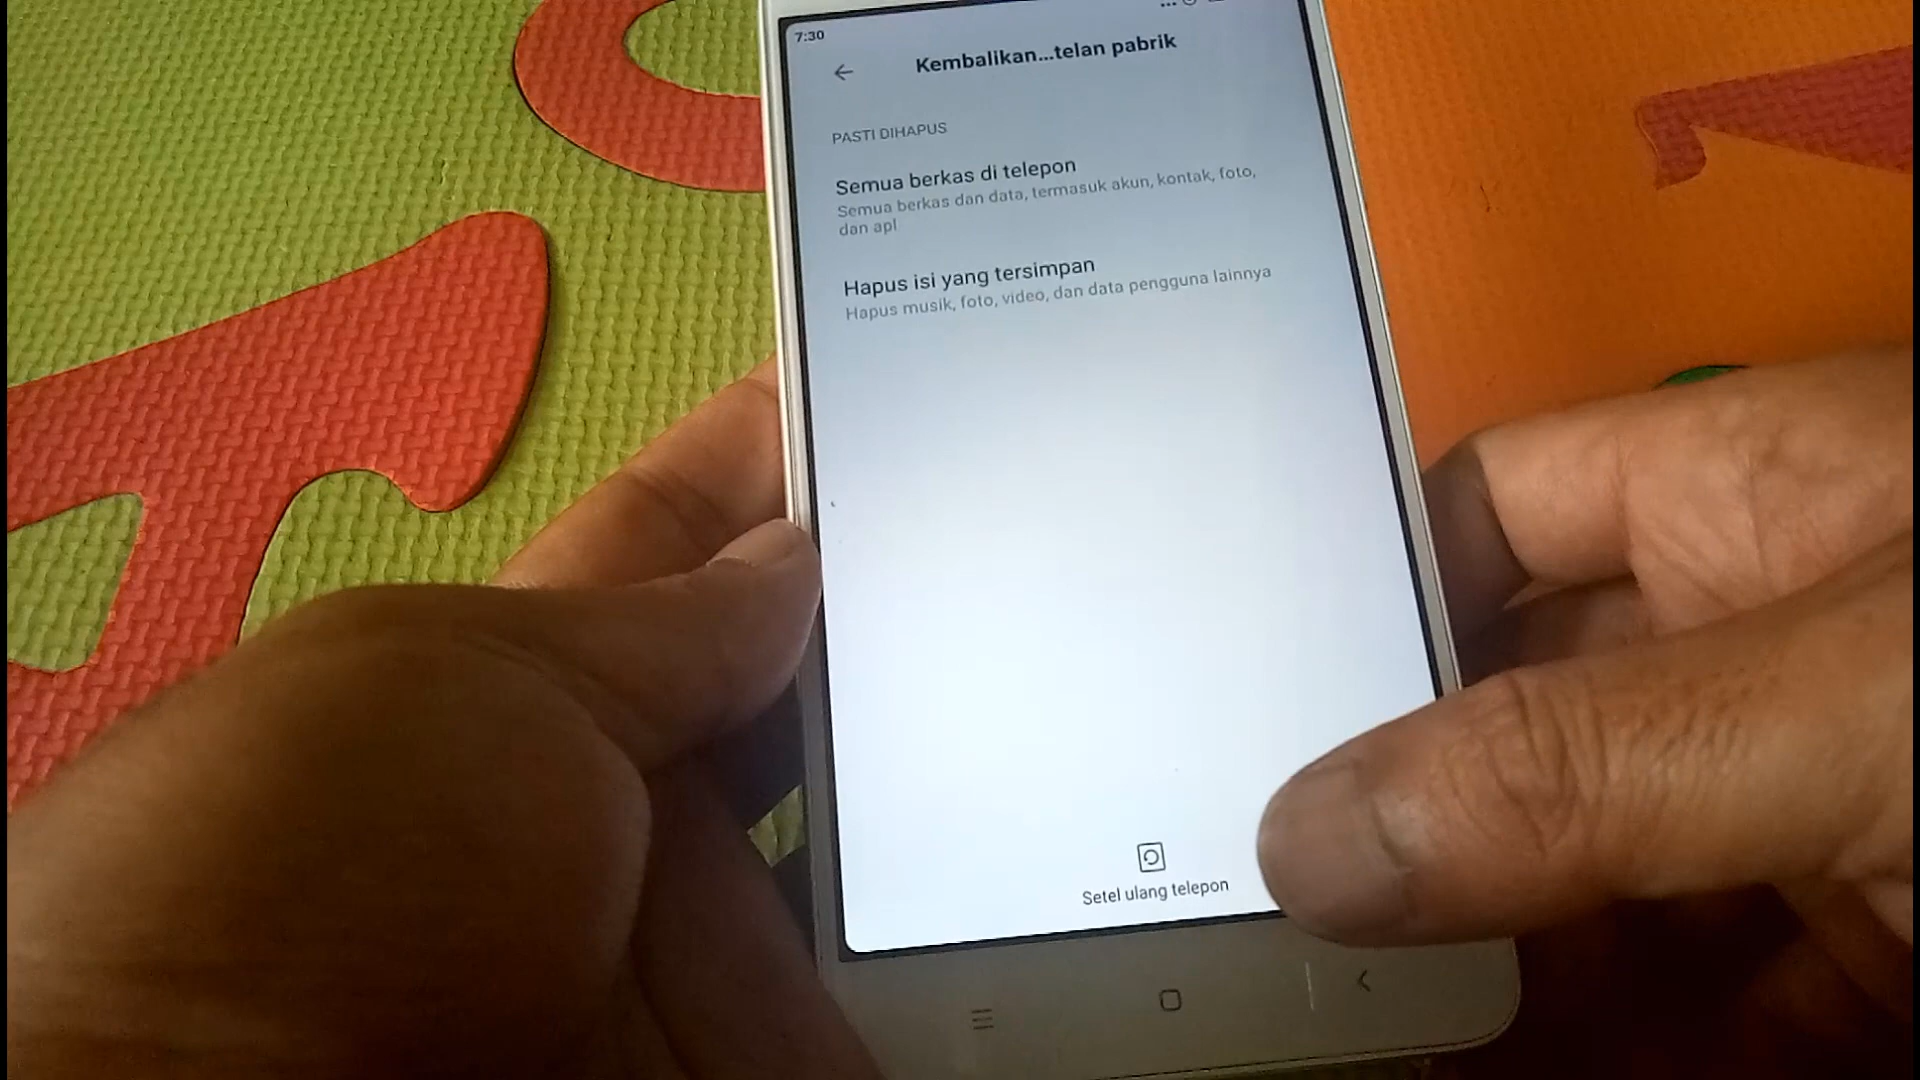 7:30
Kembalikan...telan pabrik
PASTI DIHAPUS
Semua berkas di telepon
Semua berkas dan data, termasuk akun, kontak, foto,
dan apl
Hapus isi yang tersimpan
Hapus musik, foto, video, dan data pengguna lainnya
Setel ulang telepon